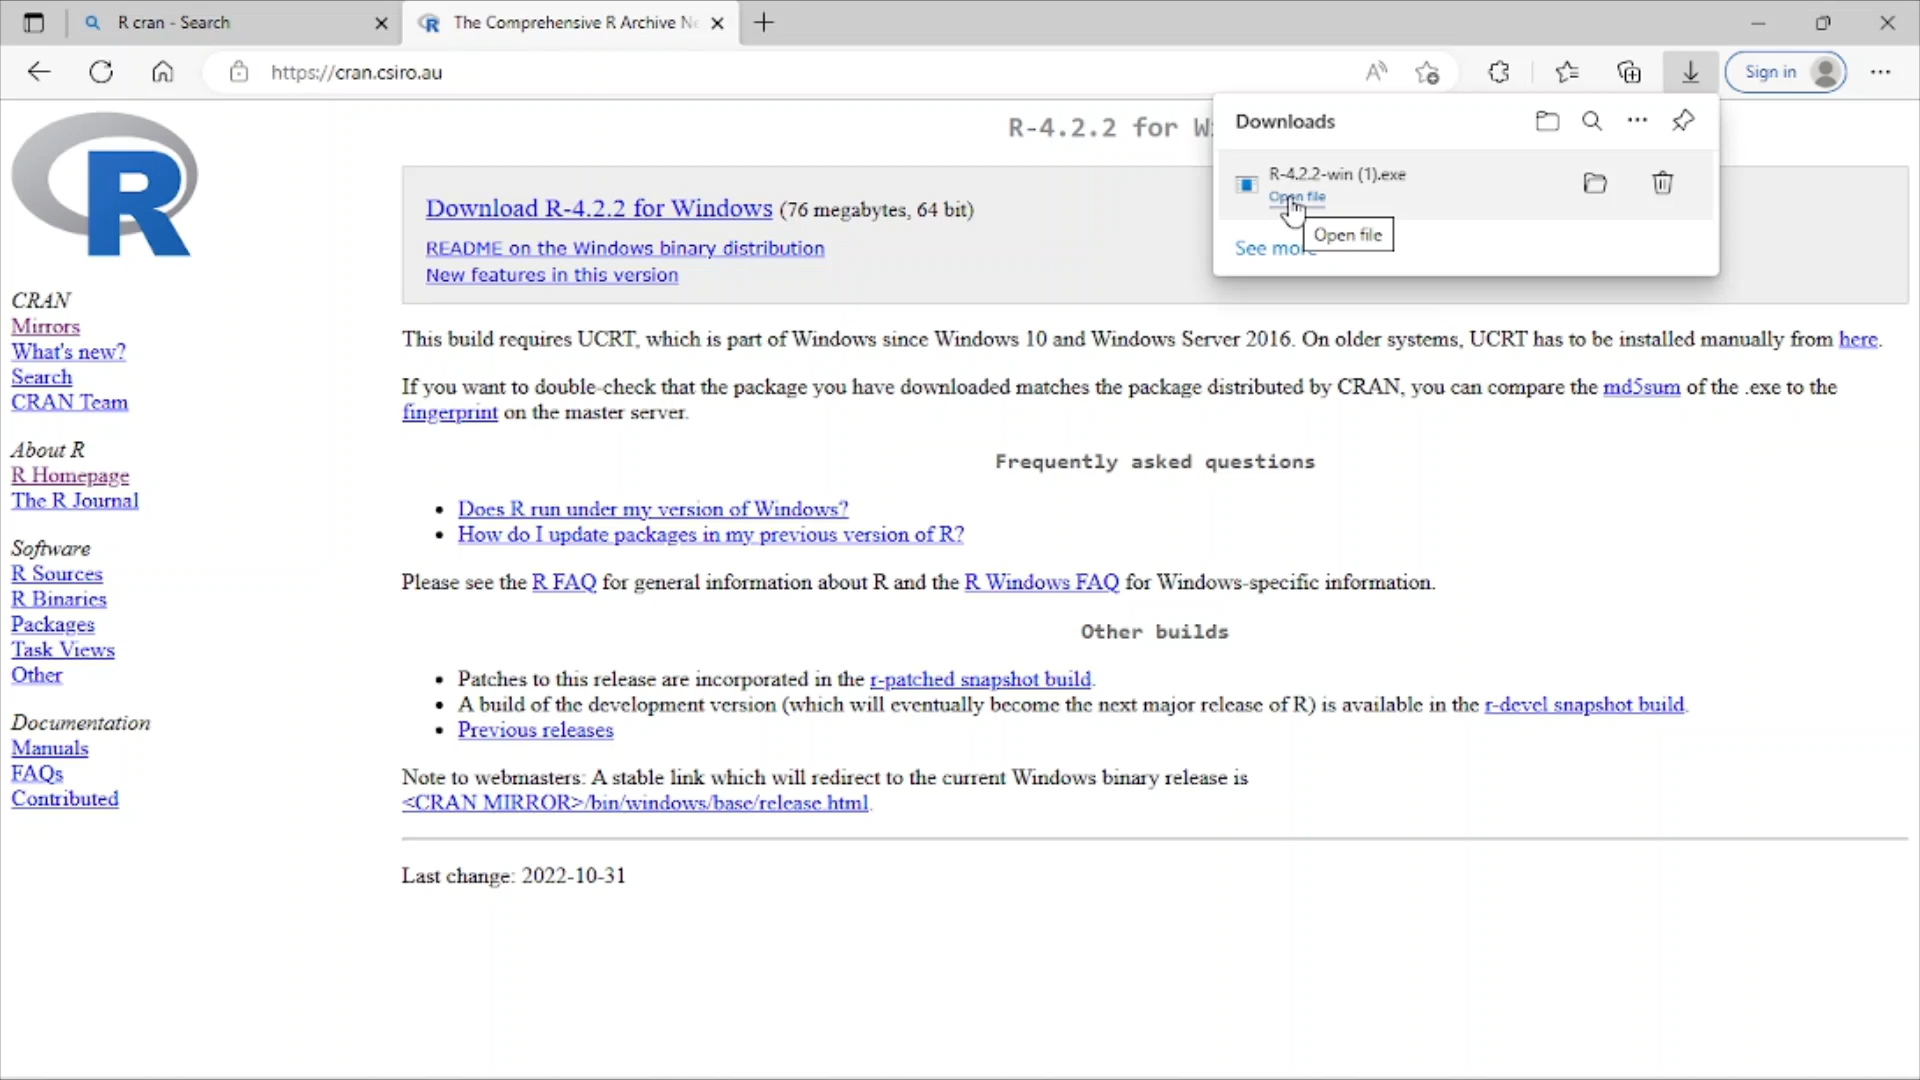 R cran - Search
The Comprehensive R Archive Ne
https://cran.csiro.au
Sign in
R-4.2.2 for W
Downloads
R-4.2.2-win (1).exe
Open file
Open file
See more
Download R-4.2.2 for Windows (76 megabytes, 64 bit)
README on the Windows binary distribution
New features in this version
CRAN
Mirrors
What's new?
Search
CRAN Team
About R
R Homepage
The R Journal
Software
R Sources
R Binaries
Packages
Task Views
Other
Documentation
Manuals
FAQs
Contributed
This build requires UCRT, which is part of Windows since Windows 10 and Windows Server 2016. On older systems, UCRT has to be installed manually from here.
If you want to double-check that the package you have downloaded matches the package distributed by CRAN, you can compare the md5sum of the .exe to the
fingerprint on the master server.
Frequently asked questions
• Does R run under my version of Windows?
• How do I update packages in my previous version of R?
Please see the R FAQ for general information about R and the R Windows FAQ for Windows-specific information.
Other builds
• Patches to this release are incorporated in the r-patched snapshot build.
• A build of the development version (which will eventually become the next major release of R) is available in the r-devel snapshot build.
• Previous releases
Note to webmasters: A stable link which will redirect to the current Windows binary release is
<CRAN MIRROR>/bin/windows/base/release.html.
Last change: 2022-10-31